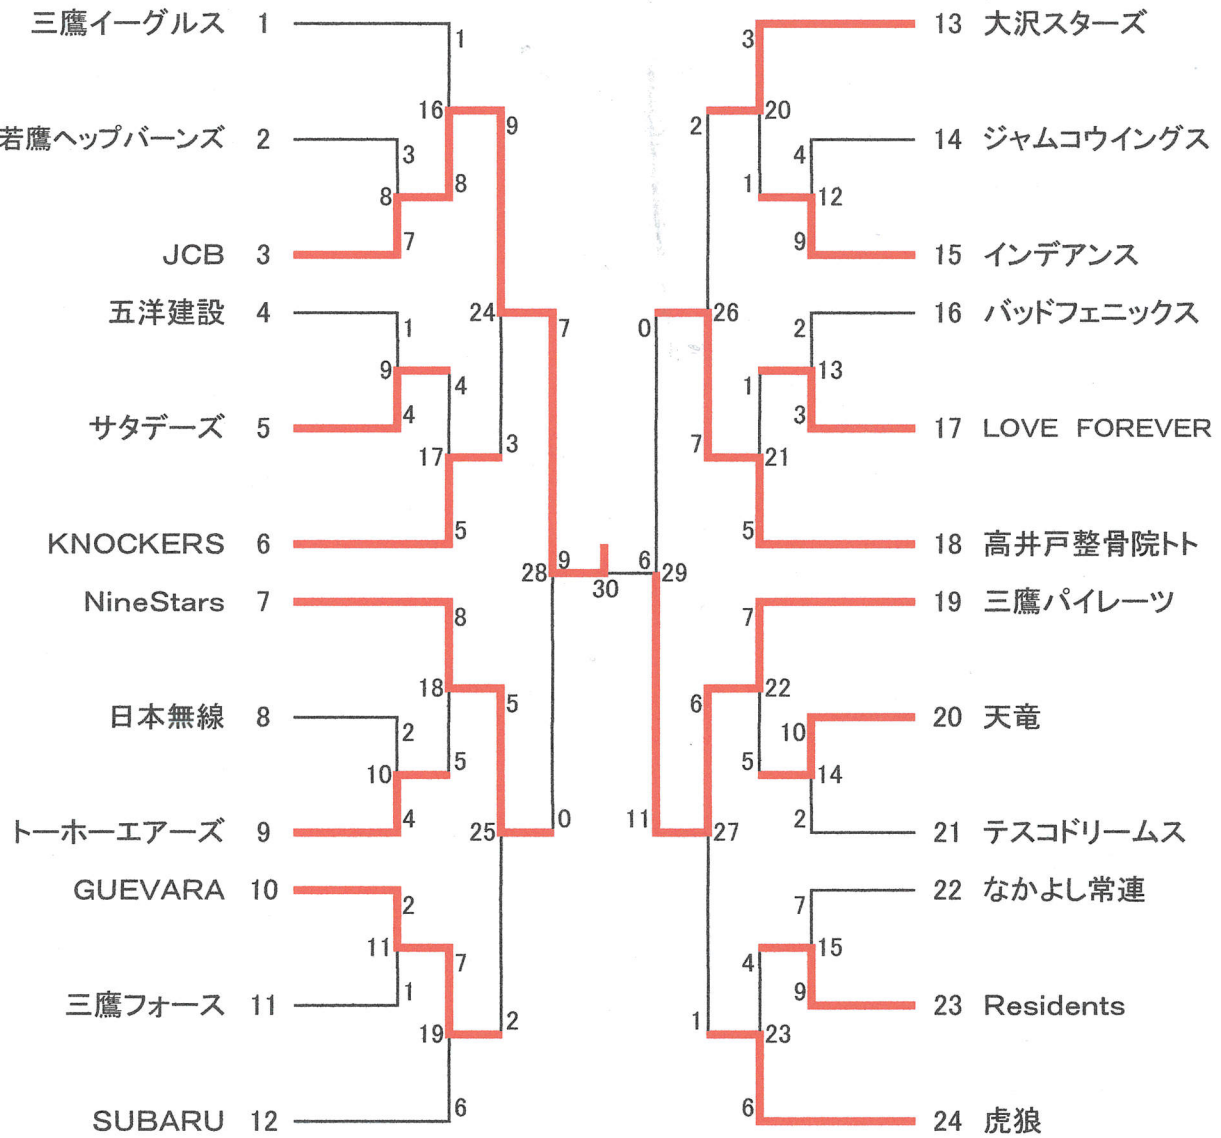 三鷹イーグルス 1
1
16
9
若鷹ヘップバーンズ 2
3
8
8
7
JCB 3
五洋建設 4
1
24
7
9
4
サタデーズ 5
4
17
3
KNOCKERS 6
5
28
9
30
NineStars 7
8
18
5
日本無線 8
2
10
5
トーホーエアーズ 9
4
25
0
GUEVARA 10
2
11
7
三鷹フォース 11
1
19
2
SUBARU 12
6
3
13 大沢スターズ
2
20
4
14 ジャムコウイングス
1
12
9
15 インデアンス
0
26
2
16 バッドフェニックス
1
13
3
17 LOVE FOREVER
7
21
5
18 高井戸整骨院トト
6
29
7
19 三鷹パイレーツ
6
22
10
20 天竜
5
14
11
27
2
21 テスコドリームス
7
22 なかよし常連
4
15
9
23 Residents
1
23
6
24 虎狼